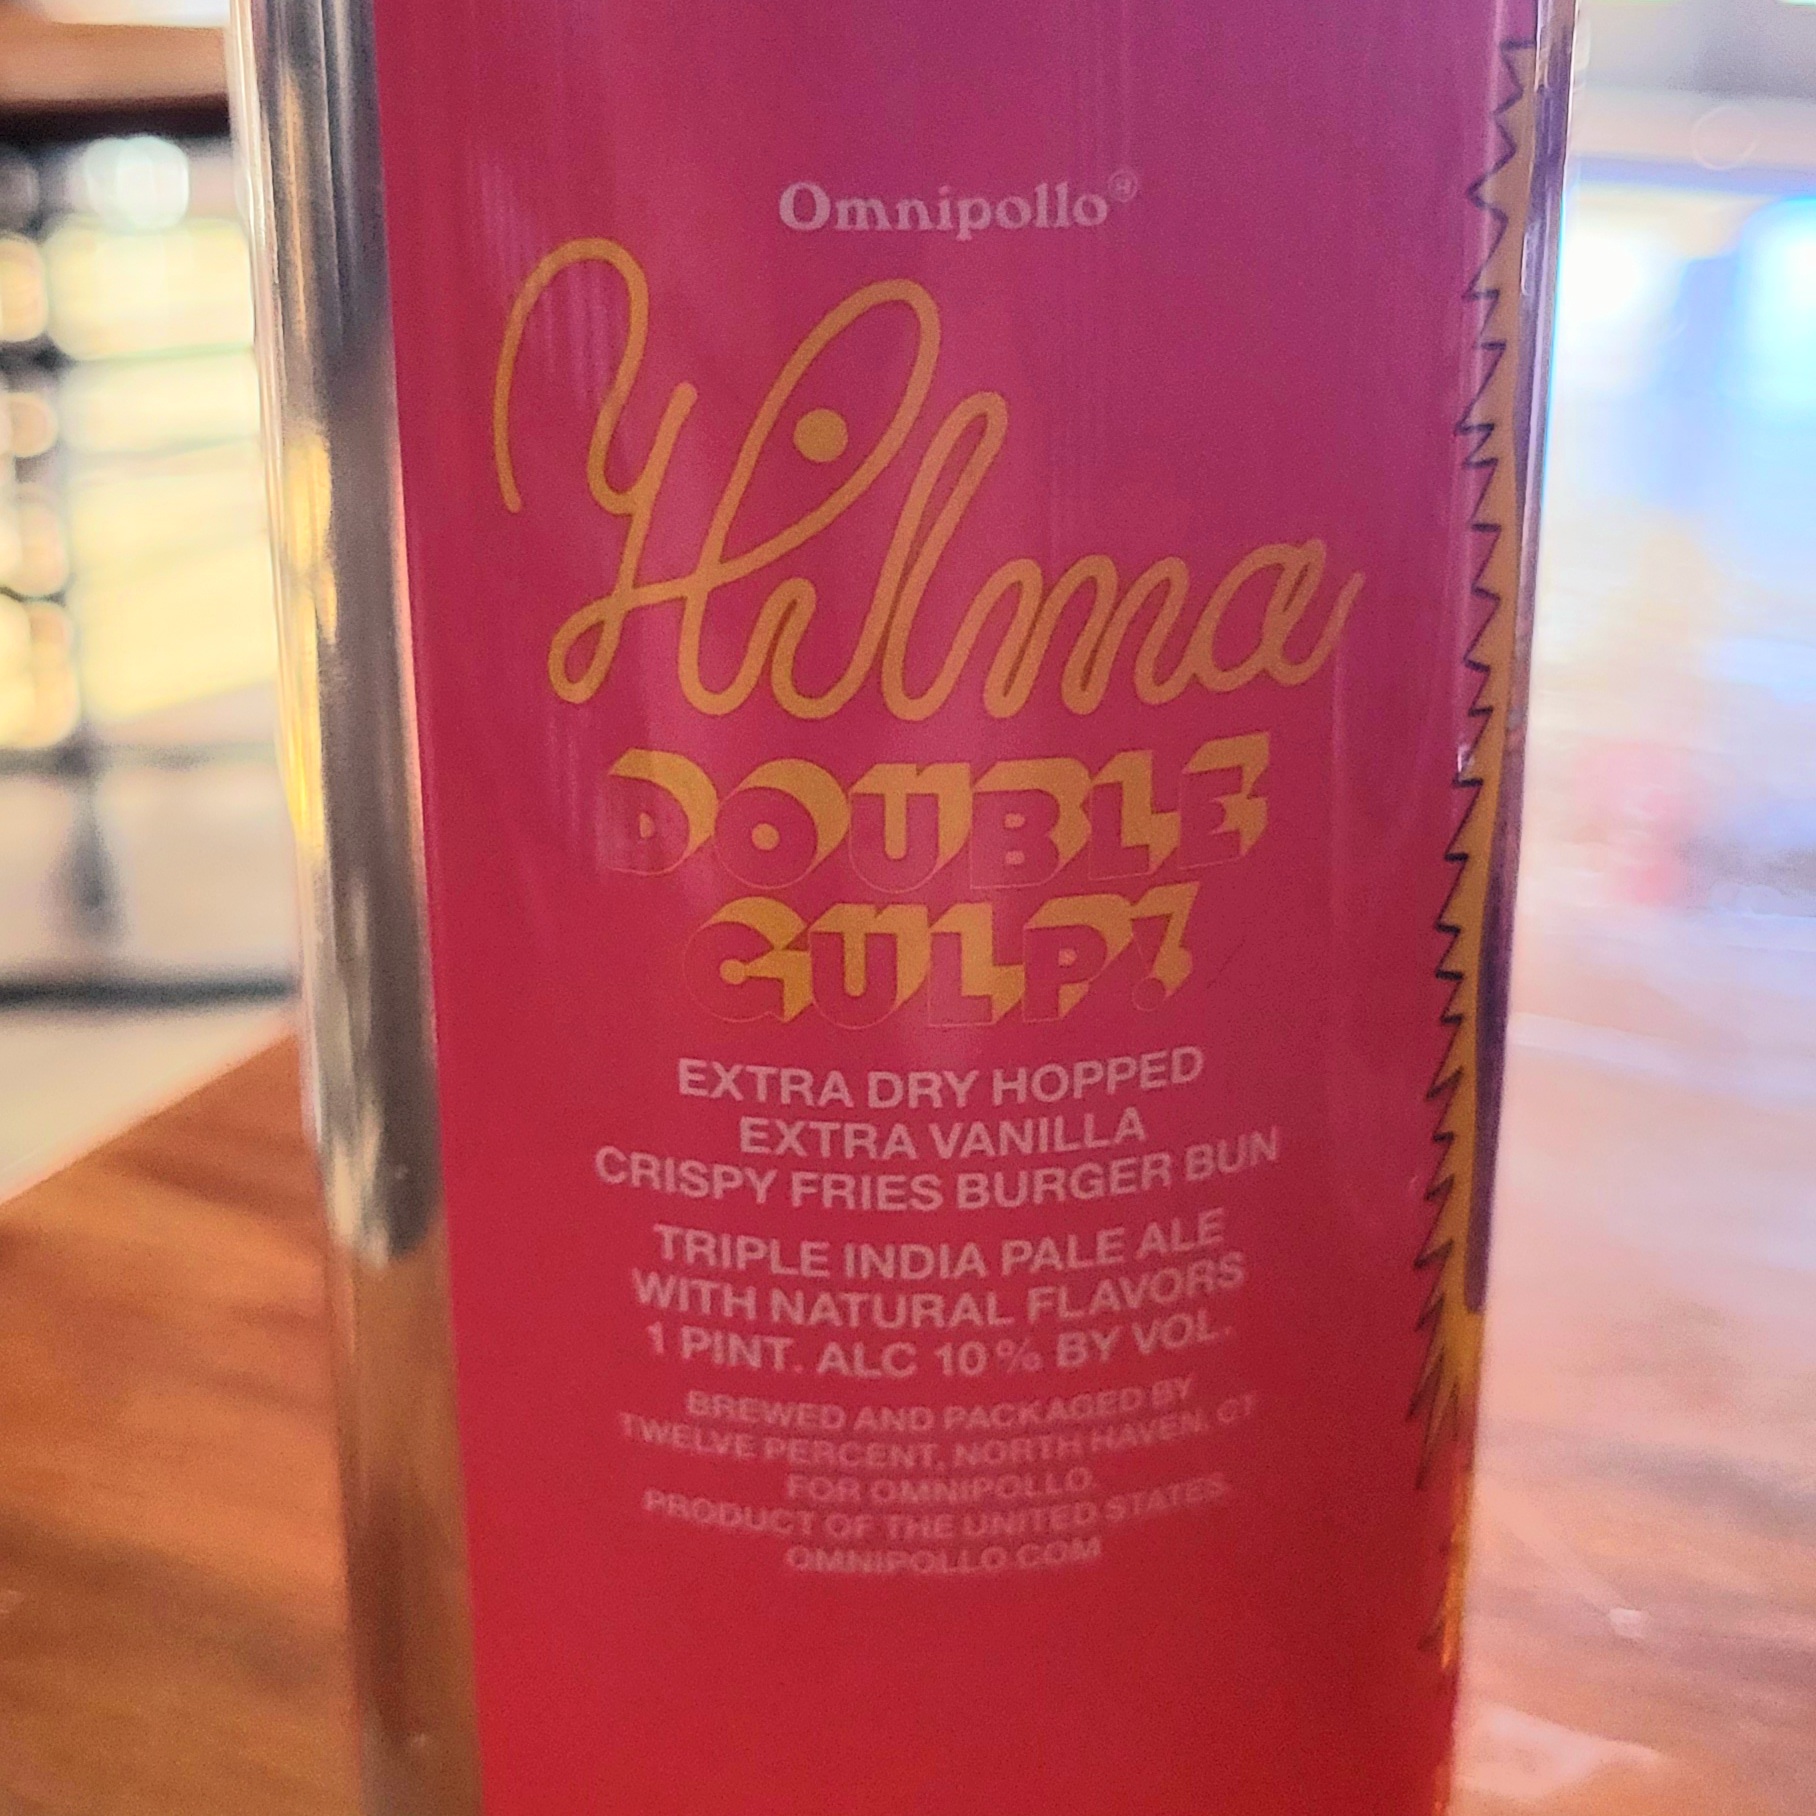 Omnipollo®
Hilma
DOUBLE
GULP!
EXTRA DRY HOPPED
EXTRA VANILLA
CRISPY FRIES BURGER BUN
TRIPLE INDIA PALE ALE
WITH NATURAL FLAVORS
1 PINT. ALC 10% BY VOL.
BREWED AND PACKAGED BY
TWELVE PERCENT, NORTH HAVEN, CT
FOR OMNIPOLLO.
PRODUCT OF THE UNITED STATES.
OMNIPOLLO.COM